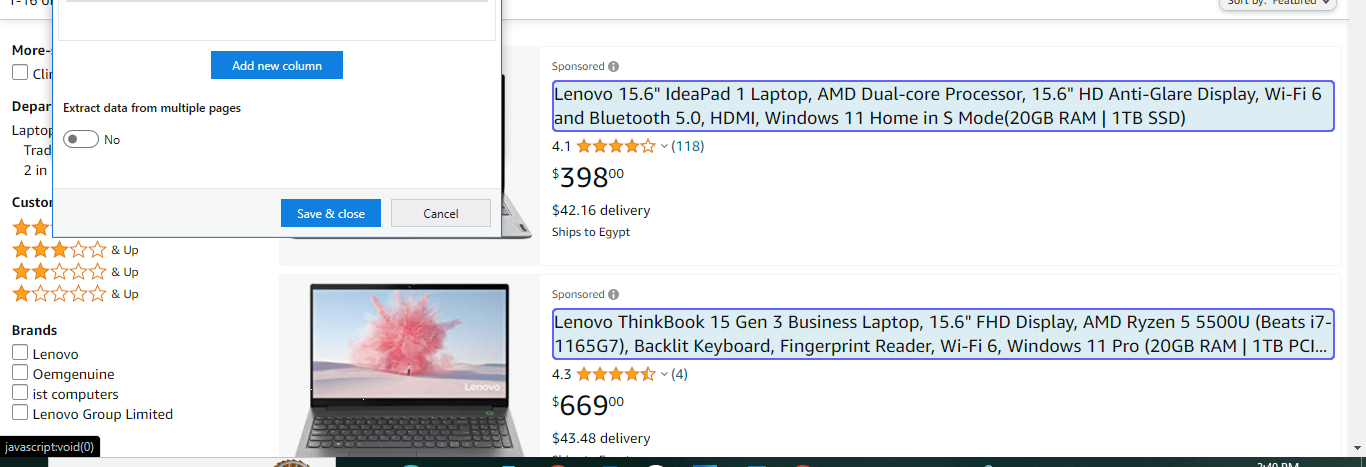 Sort by: Featured
More-
Clin
Depar
Laptop
Trad
2 in
Custo
& Up
& Up
& Up
Brands
Lenovo
Oemgenuine
ist computers
Lenovo Group Limited
javascript:void(0)
Add new column
Extract data from multiple pages
No
Save & close
Cancel
Sponsored
Lenovo 15.6" IdeaPad 1 Laptop, AMD Dual-core Processor, 15.6" HD Anti-Glare Display, Wi-Fi 6
and Bluetooth 5.0, HDMI, Windows 11 Home in S Mode(20GB RAM | 1TB SSD)
4.1 (118)
$39800
$42.16 delivery
Ships to Egypt
Lenovo
Sponsored
Lenovo ThinkBook 15 Gen 3 Business Laptop, 15.6" FHD Display, AMD Ryzen 5 5500U (Beats i7-
1165G7), Backlit Keyboard, Fingerprint Reader, Wi-Fi 6, Windows 11 Pro (20GB RAM | 1TB PCI...
4.3 (4)
$66900
$43.48 delivery